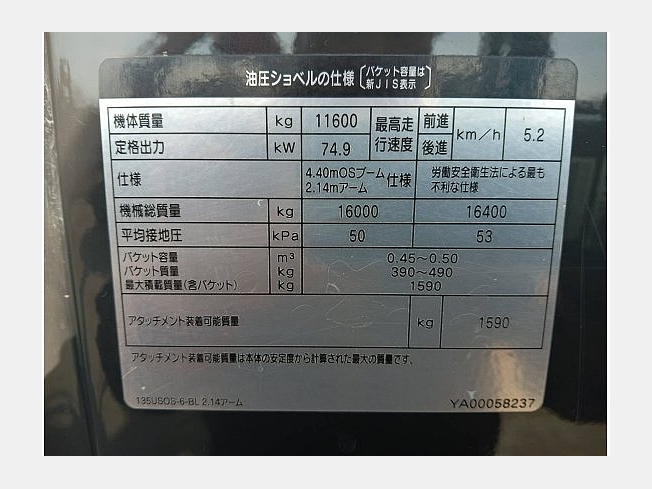 油圧ショベルの仕様〔バケット容量は新JIS表示〕
機体質量 kg 11600 最高走行速度 前進 後進 km/h 5.2
定格出力 kW 74.9
仕様 4.40mOSブーム 2.14mアーム 仕様 労働安全衛生法による最も不利な仕様
機械総質量 kg 16000 16400
平均接地圧 kPa 50 53
バケット容量 m³ 0.45~0.50
バケット質量 kg 390~490
最大積載質量(含バケット) kg 1590
アタッチメント装着可能質量 kg 1590
アタッチメント装着可能質量は本体の安定度から計算された最大の質量です。
135USOS-6-BL 2.14アーム YA00058237